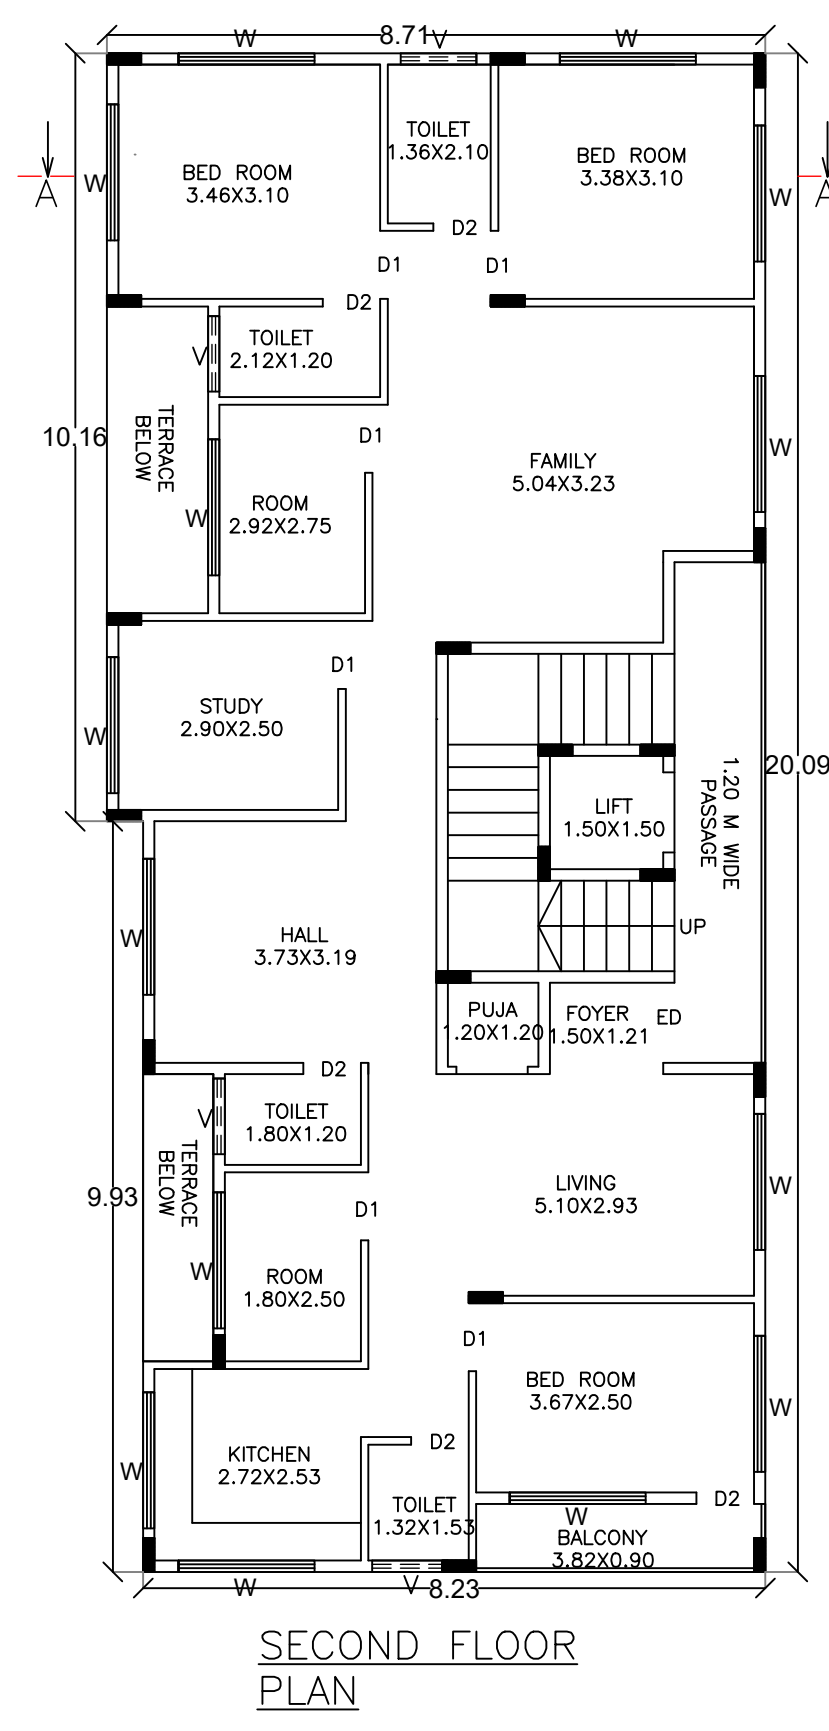 W
8.71
V
W
TOILET
1.36X2.10
BED ROOM
3.46X3.10
BED ROOM
3.38X3.10
A
W
W
A
D2
D1
D1
D2
TOILET
2.12X1.20
V
TERRACE
BELOW
10.16
D1
FAMILY
5.04X3.23
W
ROOM
2.92X2.75
W
D1
STUDY
2.90X2.50
W
1.20 M WIDE
PASSAGE
20.09
LIFT
1.50X1.50
HALL
3.73X3.19
W
UP
PUJA
1.20X1.20
FOYER
1.50X1.21
ED
D2
TOILET
1.80X1.20
V
TERRACE
BELOW
9.93
LIVING
5.10X2.93
W
D1
ROOM
1.80X2.50
W
D1
BED ROOM
3.67X2.50
W
KITCHEN
2.72X2.53
W
D2
TOILET
1.32X1.53
D2
W
BALCONY
3.82X0.90
W
V
8.23
SECOND FLOOR
PLAN